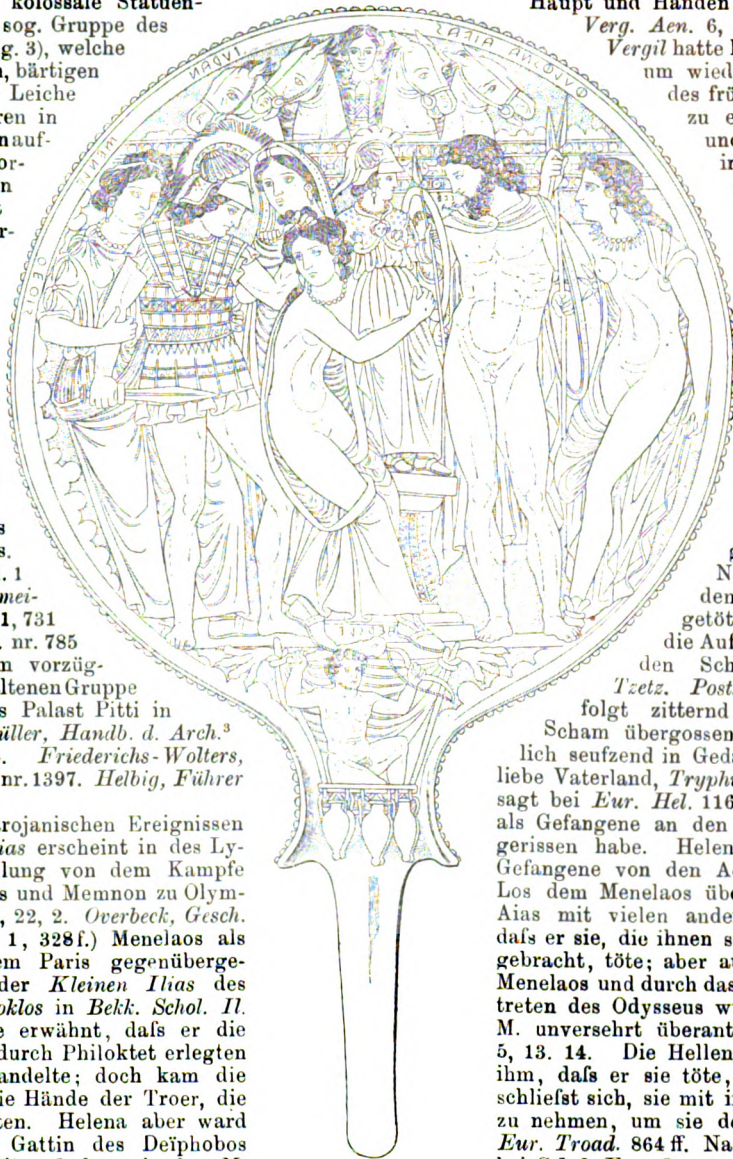 kolossale Statuen-
sog. Gruppe des
g. 3), welche
, bärtigen
Leiche
ren in
nauf-
or-
n
r-
s
s.
. 1
mei-
1, 731
. nr. 785
n vorzüg-
ltenen Gruppe
s Palast Pitti in
üller, Handb. d. Arch.³
. Friederichs-Wolters,
nr. 1397. Helbig, Führer
rojanischen Ereignissen
ias erscheint in des Ly-
lung von dem Kampfe
s und Memnon zu Olym-
, 22, 2. Overbeck, Gesch.
1, 328f.) Menelaos als
em Paris gegenüberge-
der Kleinen Ilias des
oklos in Bekk. Schol. Il.
e erwähnt, dafs er die
durch Philoktet erlegten
andelte; doch kam die
ie Hände der Troer, die
ten. Helena aber ward
Gattin des Deïphobos
Haupt und Händen
Verg. Aen. 6,
Vergil hatte
um wied
des frü
zu e
und
i
g
N
den
getöt
die Auf
den Sch
Tzetz. Post
folgt zitternd
Scham übergossen
lich seufzend in Ged
liebe Vaterland, Tryph
sagt bei Eur. Hel. 116
als Gefangene an den
gerissen habe. Helen
Gefangene von den A
Los dem Menelaos übe
Aias mit vielen ande
dafs er sie, die ihnen s
gebracht, töte; aber a
Menelaos und durch das
treten des Odysseus w
M. unversehrt überant
5, 13. 14. Die Hellen
ihm, dafs er sie töte,
schliefst sich, sie mit i
zu nehmen, um sie d
Eur. Troad. 864 ff. Na